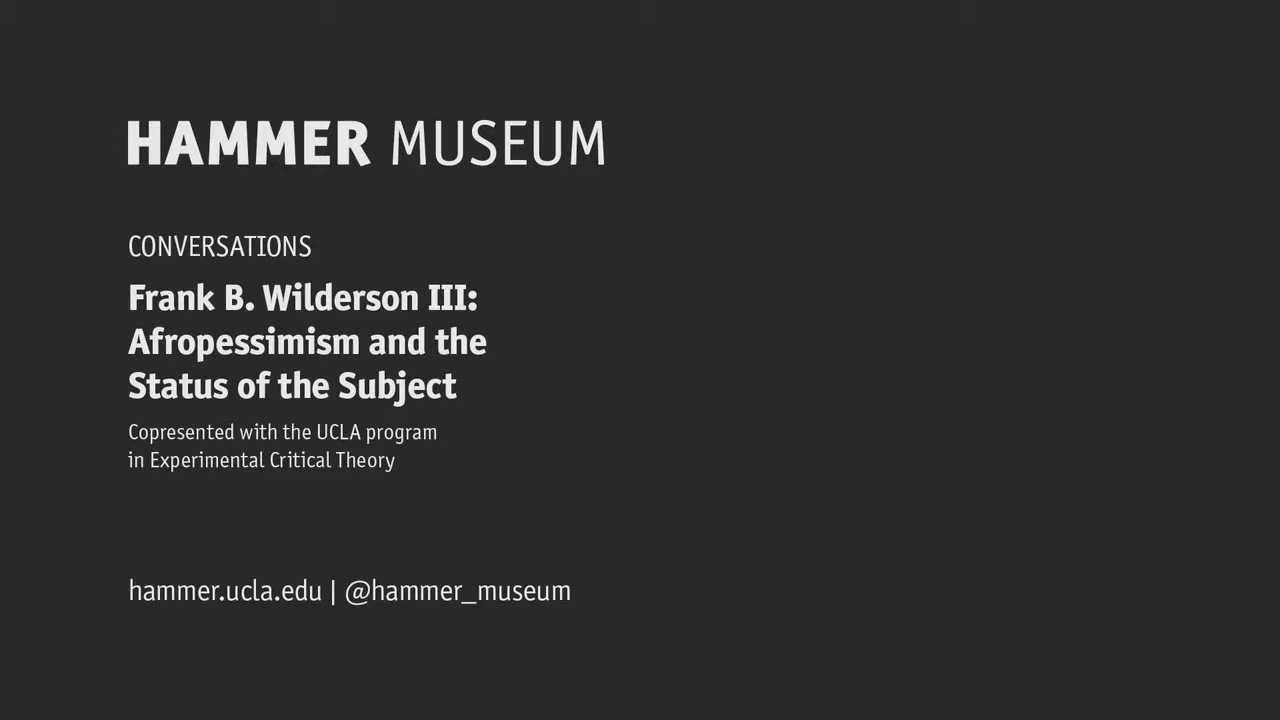 HAMMER MUSEUM
CONVERSATIONS
Frank B. Wilderson III:
Afropessimism and the
Status of the Subject
Copresented with the UCLA program
in Experimental Critical Theory
hammer.ucla.edu | @hammer_museum